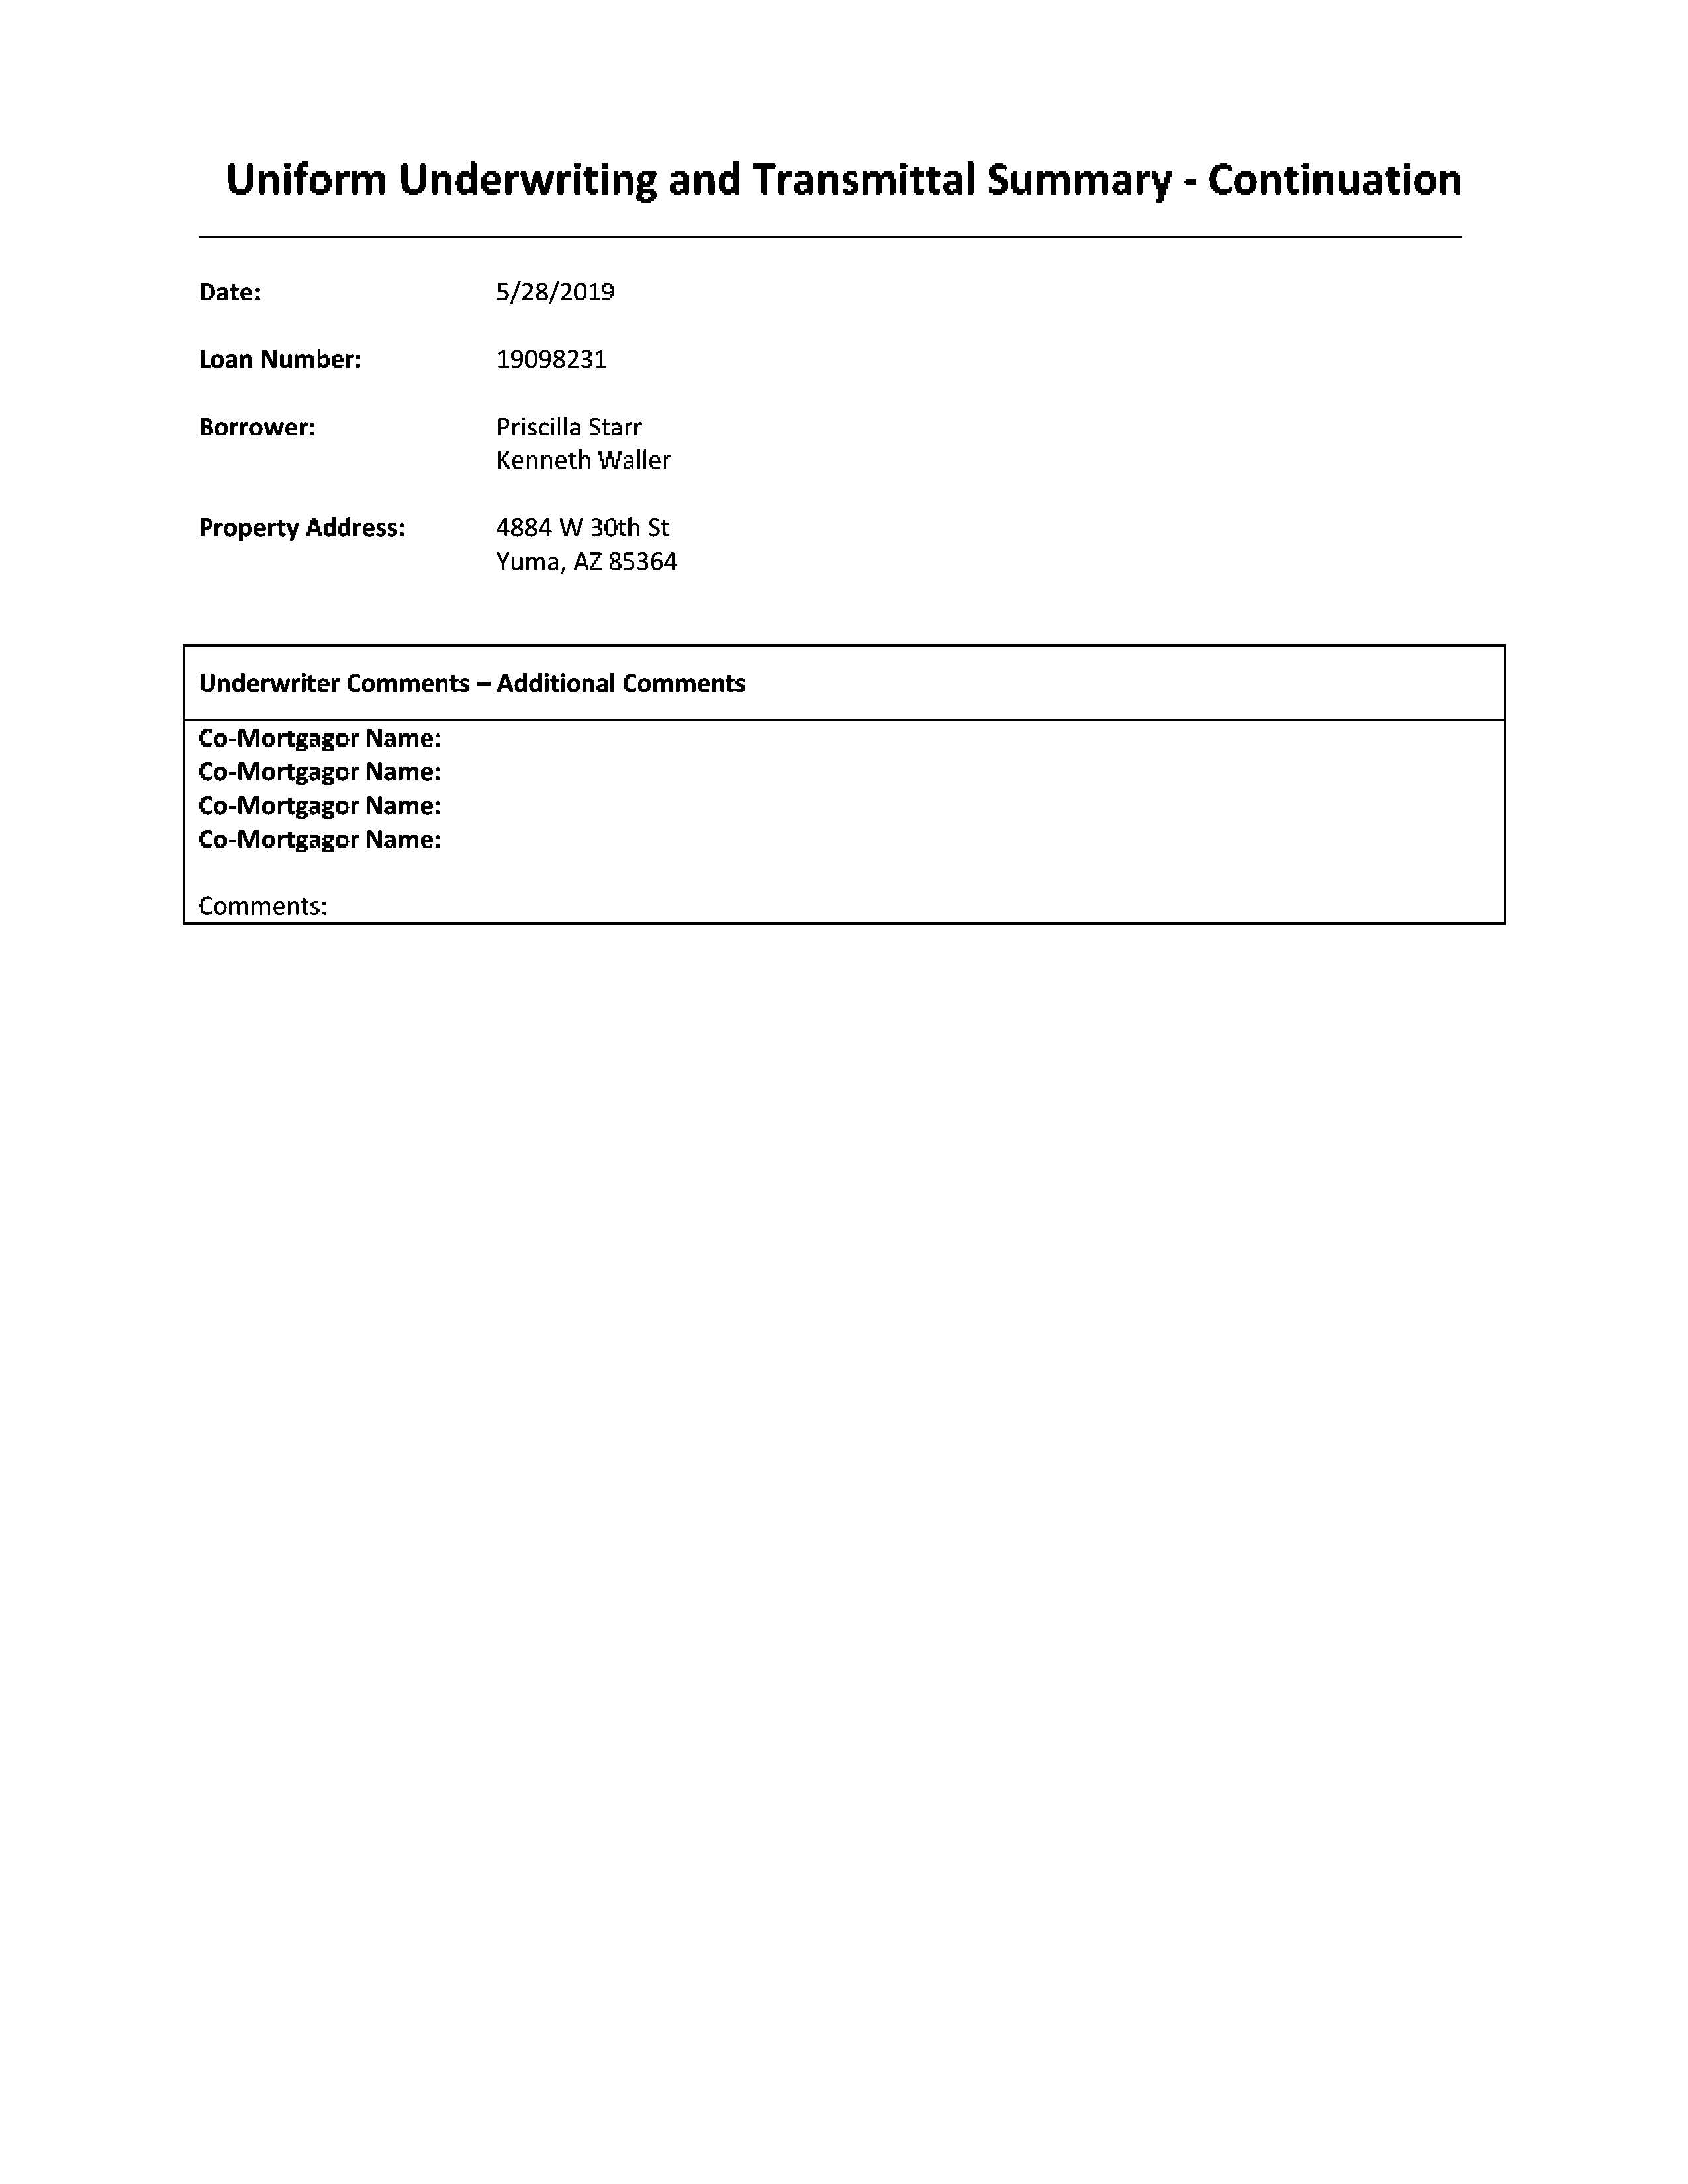 Uniform Underwriting and Transmittal Summary - Continuation
Date: 5/28/2019
Loan Number: 19098231
Borrower: Priscilla Starr
Kenneth Waller
Property Address: 4884 W 30th St
Yuma, AZ 85364
Underwriter Comments – Additional Comments
Co-Mortgagor Name:
Co-Mortgagor Name:
Co-Mortgagor Name:
Co-Mortgagor Name:
Comments: